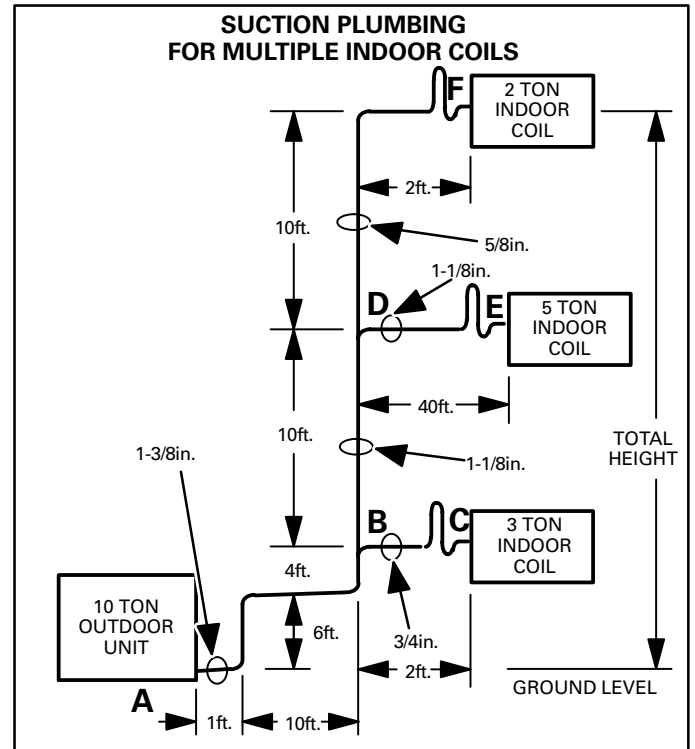 SUCTION PLUMBING
FOR MULTIPLE INDOOR COILS
F
2 TON
INDOOR
COIL
2ft.
10ft.
5/8in.
1-1/8in.
D
E
5 TON
INDOOR
COIL
40ft.
10ft.
1-3/8in.
1-1/8in.
TOTAL
HEIGHT
B
C
3 TON
INDOOR
COIL
4ft.
10 TON
OUTDOOR
UNIT
6ft.
3/4in.
2ft.
GROUND LEVEL
A
1ft.
10ft.